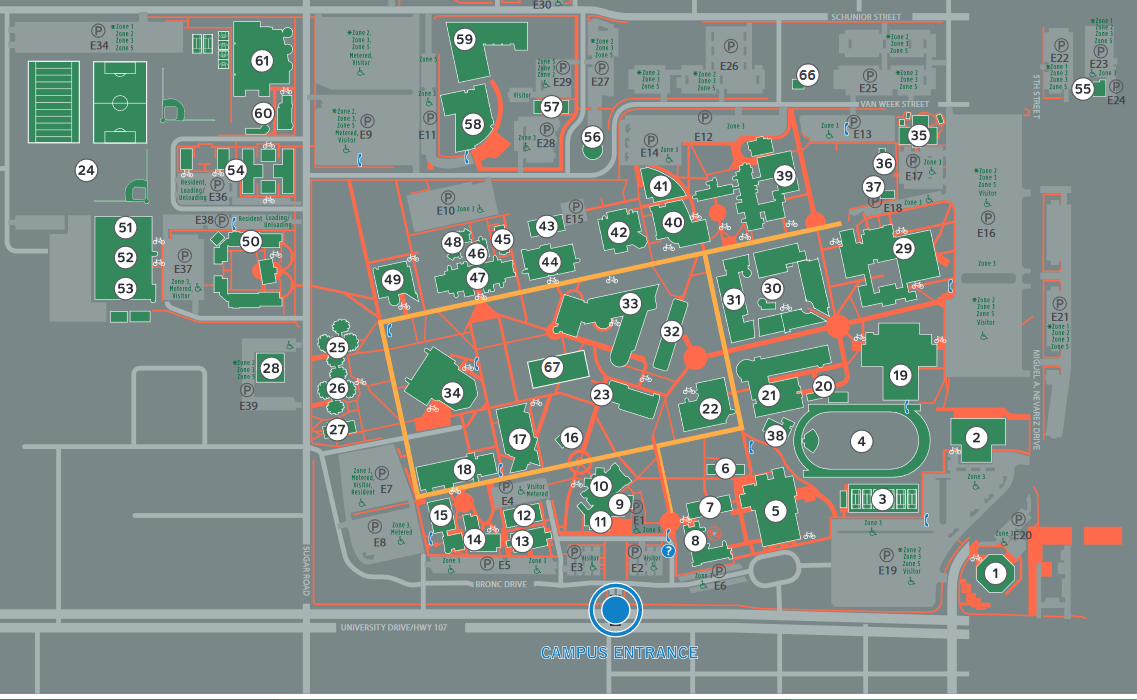 E30
SCHUNIOR STREET
E34
*Zone 1
Zone 2
Zone 3
Zone 5
61
*Zone 2,
Zone 3,
Zone 5
Metered,
Visitor
59
Zone 5
*Zone 2
Zone 3
Zone 5
E27
E26
*Zone 2
Zone 3
Zone 5
E22
*Zone 1
Zone 2
Zone 3
Zone 5
E23
E29
Visitor
66
*Zone 2
Zone 3
Zone 5
*Zone 2
Zone 3
Zone 5
E25
*Zone 2
Zone 3
Zone 5
55
E24
5TH STREET
VAN WEEK STREET
60
*Zone 2,
Zone 3,
Zone 5
Metered,
Visitor
E9
Zone 3
E11
58
57
E28
Zone 3
56
E14
Zone 3
E12
Zone 3
Zone 3
E13
35
24
54
Resident,
Loading/
Unloading
E36
41
39
36
37
E17
Zone 3
E18
Zone 3
*Zone 2
Zone 3
Visitor
E16
E38
Resident Loading/
Unloading
E10
Zone 3
E15
51
52
53
50
E37
Zone 3,
Metered,
Visitor
48
46
45
47
43
44
42
40
29
Zone 3
49
33
32
31
30
*Zone 2
Zone 3
Visitor
E21
*Zone 1
Zone 2
Zone 3
Zone 5
25
26
27
28
E39
34
67
23
22
21
20
19
MIGUEL A. NEVAREZ DRIVE
17
16
38
4
2
Zone 3,
Metered,
Visitor,
Resident
E7
18
E4
Visitor
Metered
10
9
11
6
7
5
3
Zone 3
E8
Zone 3,
Metered
15
14
12
13
E1
Zone 3
8
?
Zone 3
E20
Zone 3
SUGAR ROAD
Zone 3
E5
Zone 3
E3
Visitor
E2
Visitor
Zone 3
E6
E19
*Zone 2
Zone 3
Zone 5
Visitor
1
BRONC DRIVE
UNIVERSITY DRIVE/HWY 107
CAMPUS ENTRANCE